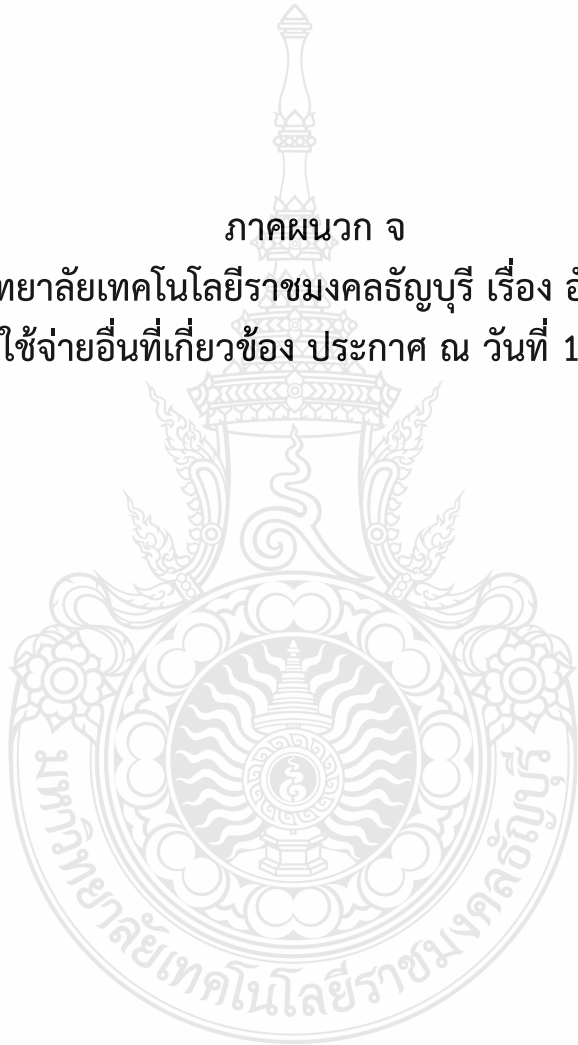 ภาคผนวก จ
ทยาลัยเทคโนโลยีราชมงคลธัญบุรี เรื่อง อั
ใช้จ่ายอื่นที่เกี่ยวข้อง ประกาศ ณ วันที่ 1
มหาวิทยาลัยเทคโนโลยีราชมงคลธัญบุรี